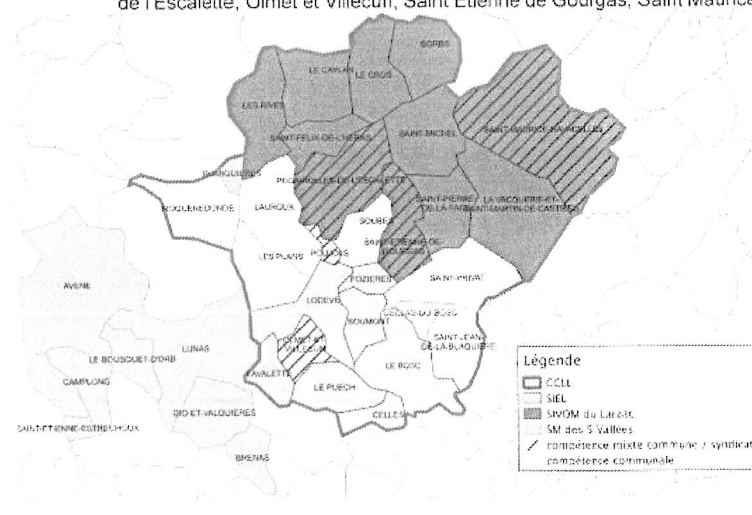 de l'Escalette, Olmet et Villecun, Saint Etienne de Gourgas, Saint Maurice
SORBS
LE CAYLAR
LE CROS
LES RIVES
SAINT-FELIX-DE-L'HERAS
SAINT-MICHEL
SAINT-MAURICE-NAVACELLES
ROMIGUIERES
PEGAIROLLES-DE-L'ESCALETTE
ROQUEREDONDE
LAUROUX
SAINT-PIERRE-
DE-LA-FAGE
LA VACQUERIE-ET-
SAINT-MARTIN-DE-CASTRIES
SOUBES
SAINT-ETIENNE-DE-
GOURGAS
POUJOLS
LES PLANS
FOZIERES
SAINT-PRIVAT
AVENE
LODEVE
USCLAS-DU-BOSC
SOUMONT
SAINT-JEAN-
DE-LA-BLAQUIERE
OLMET-ET-
VILLECUN
LUNAS
LE BOUSQUET-D'ORB
LE BOSC
LAVALETTE
CAMPLONG
LE PUECH
DIO-ET-VALQUIERES
CELLES
SAINT-ETIENNE-ESTRECHOUX
BRENAS
Légende
CCLL
SIEL
SIVOM du Larzac
SM des 5 Vallées
compétence mixte commune / syndicat
compétence communale